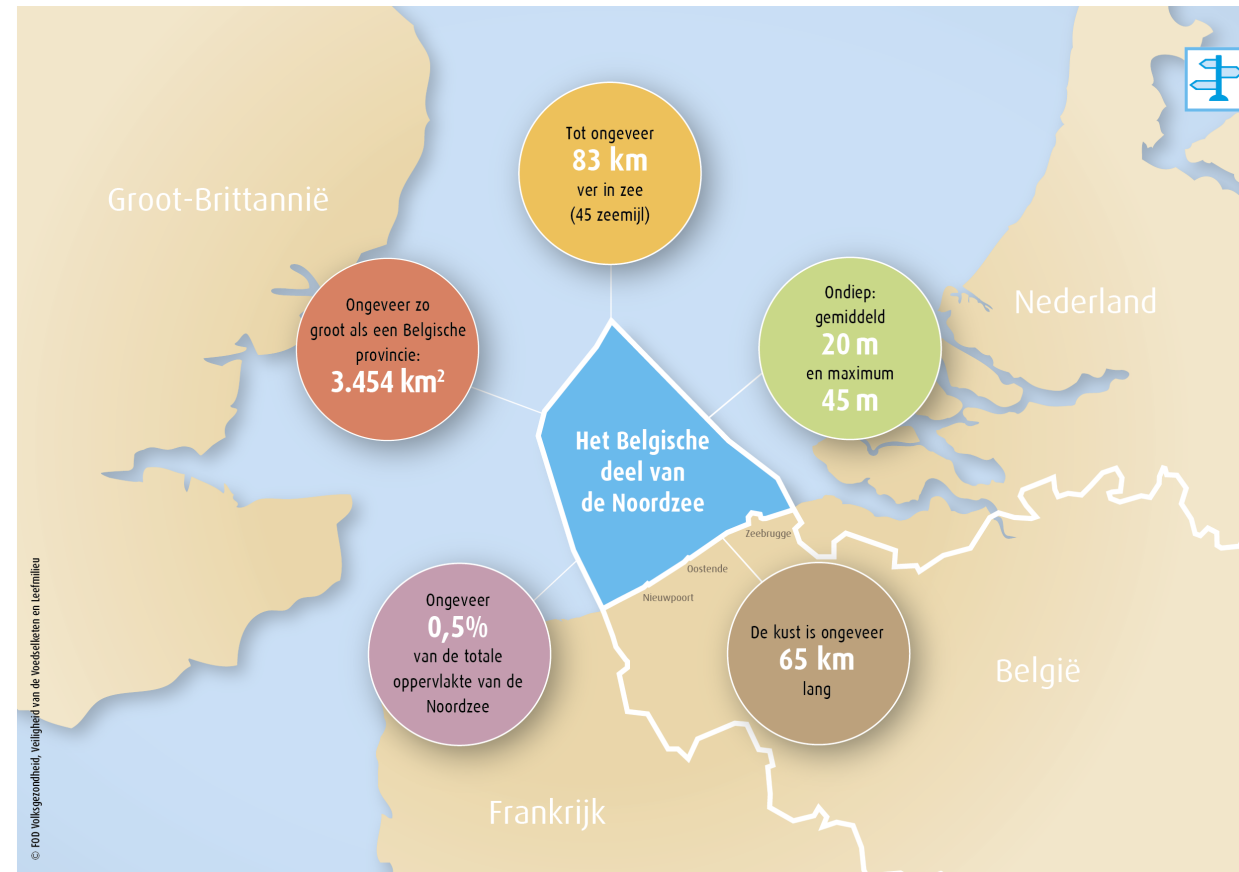 Tot ongeveer
83 km
ver in zee
(45 zeemijl)
Groot-Brittannië
Ongeveer zo
groot als een Belgische
provincie:
3.454 km²
Ondiep:
gemiddeld
20 m
en maximum
45 m
Nederland
Het Belgische
deel van
de Noordzee
Zeebrugge
Oostende
Nieuwpoort
Ongeveer
0,5%
van de totale
oppervlakte van de
Noordzee
De kust is ongeveer
65 km
lang
België
Frankrijk
© FOD Volksgezondheid, Veiligheid van de Voedselketen en Leefmilieu